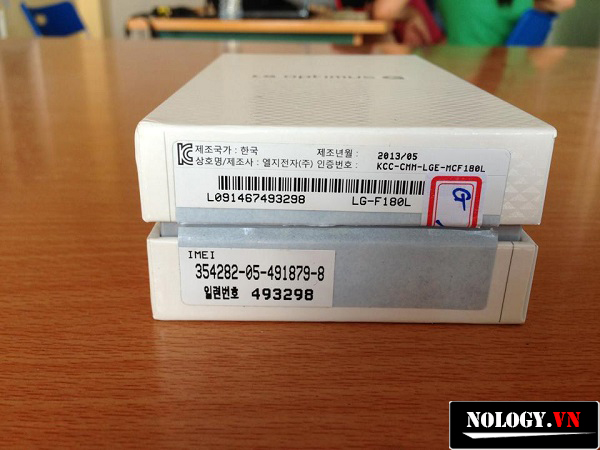 제조국가 : 한국 제조년월 : 2013/05
상호명/제조사 : 엘지전자(주) 인증번호 : KCC-CMM-LGE-MCF180L
L091467493298 LG-F180L
G
IMEI
354282-05-491879-8
일련번호 493298
NOLOGY.VN